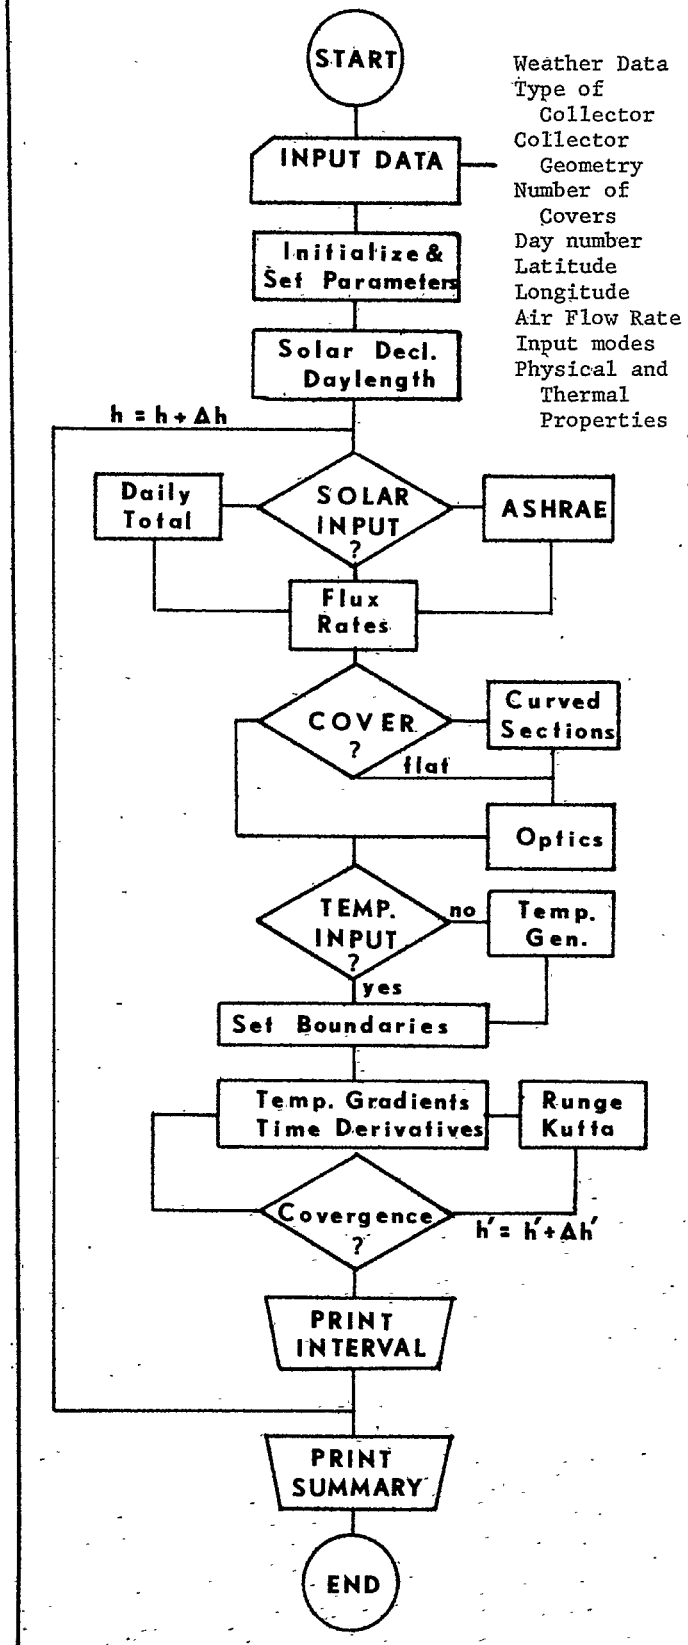 START
Weather Data
Type of
Collector
Collector
Geometry
Number of
Covers
Day number
Latitude
Longitude
Air Flow Rate
Input modes
Physical and
Thermal
Properties
INPUT DATA
Initialize &
Set Parameters
Solar Decl.
Daylength
h = h + Δh
Daily
Total
SOLAR
INPUT
?
ASHRAE
Flux
Rates
COVER
?
Curved
Sections
flat
Optics
TEMP.
INPUT
?
no
Temp.
Gen.
yes
Set Boundaries
Temp. Gradients
Time Derivatives
Runge
Kutta
Covergence
?
h' = h' + Δh'
PRINT
INTERVAL
PRINT
SUMMARY
END